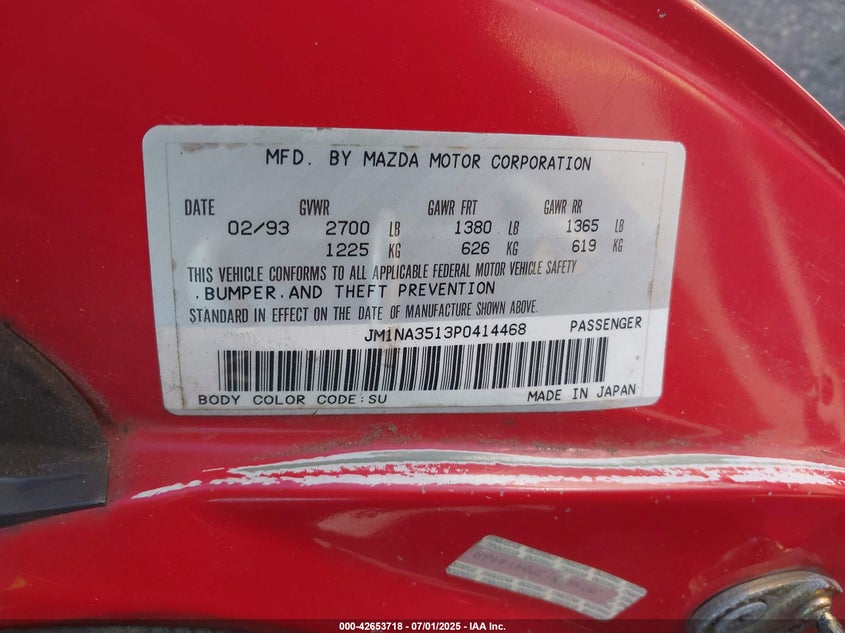 MFD. BY MAZDA MOTOR CORPORATION
DATE GVWR GAWR FRT GAWR RR
02/93 2700 LB 1380 LB 1365 LB
1225 KG 626 KG 619 KG
THIS VEHICLE CONFORMS TO ALL APPLICABLE FEDERAL MOTOR VEHICLE SAFETY
. BUMPER. AND THEFT PREVENTION
STANDARD IN EFFECT ON THE DATE OF MANUFACTURE SHOWN ABOVE.
JM1NA3513P0414468 PASSENGER
BODY COLOR CODE:SU MADE IN JAPAN
000-42653718 - 07/01/2025 - IAA Inc.